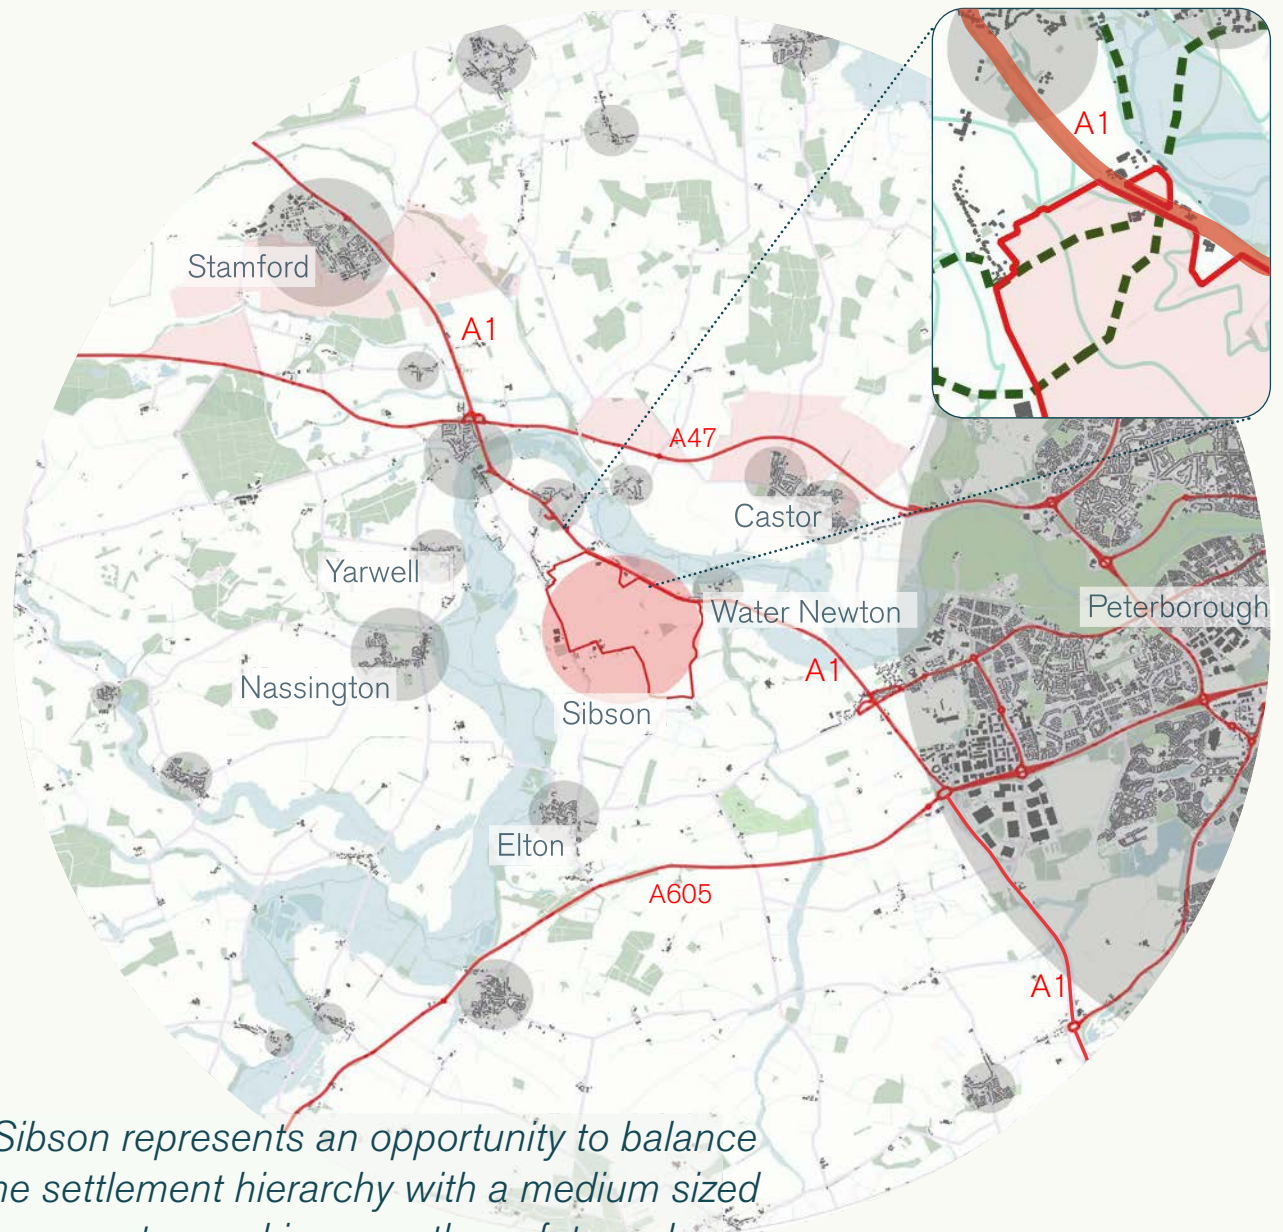 A1
Stamford
A1
A47
Castor
Yarwell
Peterborough
Water Newton
A1
Nassington
Sibson
Elton
A605
A1
Sibson represents an opportunity to balance
settlement hierarchy with a medium sized